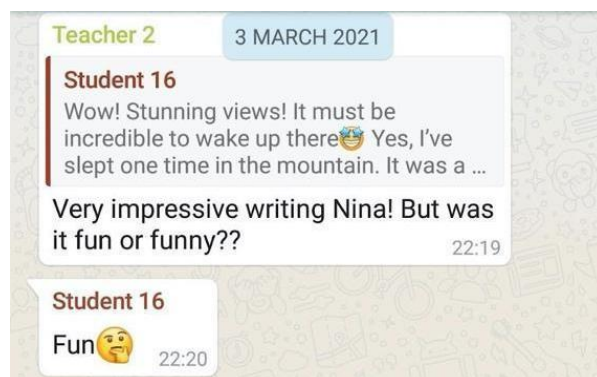 Teacher 2
3 MARCH 2021
Student 16
Wow! Stunning views! It must be
incredible to wake up there🤩 Yes, I’ve
slept one time in the mountain. It was a ...
Very impressive writing Nina! But was
it fun or funny??
22:19
Student 16
Fun🤔
22:20